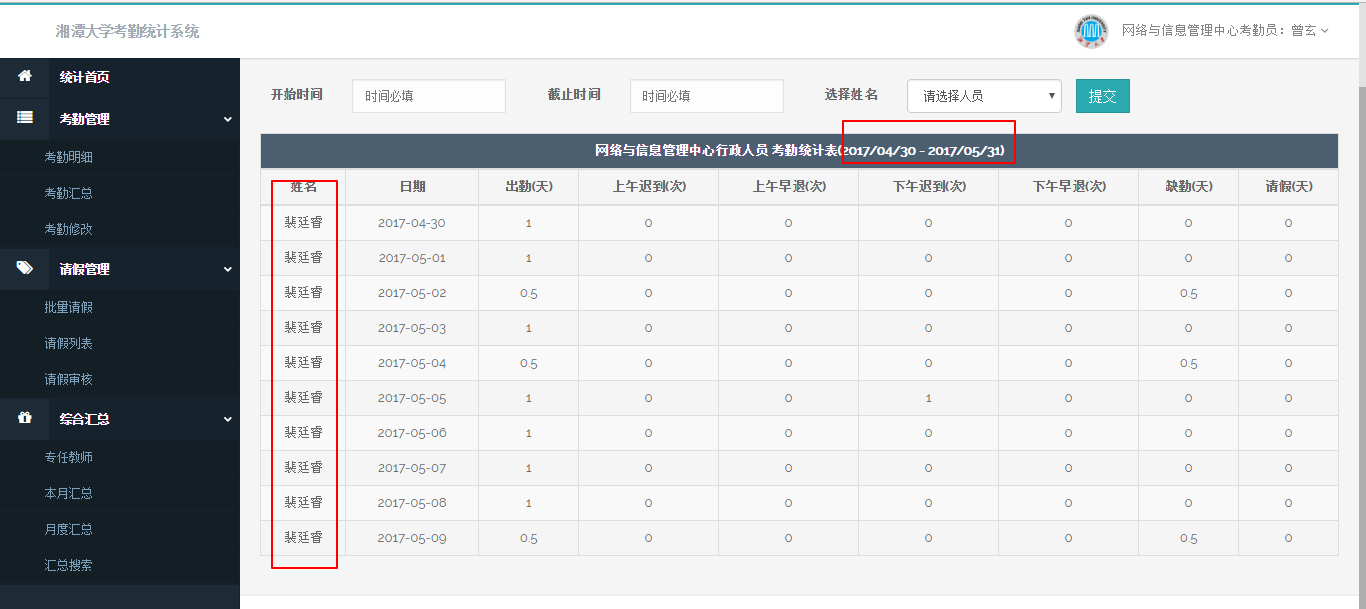 湘潭大学考勤统计系统
网络与信息管理中心考勤员：曾玄
统计首页
考勤管理
考勤明细
考勤汇总
考勤修改
请假管理
批里请假
请假列表
请假审核
综合汇总
专任教师
本月汇总
月度汇总
汇总搜索
开始时间 时间必填 截止时间 时间必填 选择姓名 请选择人员 提交
网络与信息管理中心行政人员 考勤统计表(2017/04/30 - 2017/05/31)
姓名 日期 出勤(天) 上午迟到(次) 上午早退(次) 下午迟到(次) 下午早退(次) 缺勤(天) 请假(天)
裴廷睿 2017-04-30 1 0 0 0 0 0 0
裴廷睿 2017-05-01 1 0 0 0 0 0 0
裴廷睿 2017-05-02 0.5 0 0 0 0 0.5 0
裴廷睿 2017-05-03 1 0 0 0 0 0 0
裴廷睿 2017-05-04 0.5 0 0 0 0 0.5 0
裴廷睿 2017-05-05 1 0 0 1 0 0 0
裴廷睿 2017-05-06 1 0 0 0 0 0 0
裴廷睿 2017-05-07 1 0 0 0 0 0 0
裴廷睿 2017-05-08 1 0 0 0 0 0 0
裴廷睿 2017-05-09 0.5 0 0 0 0 0.5 0